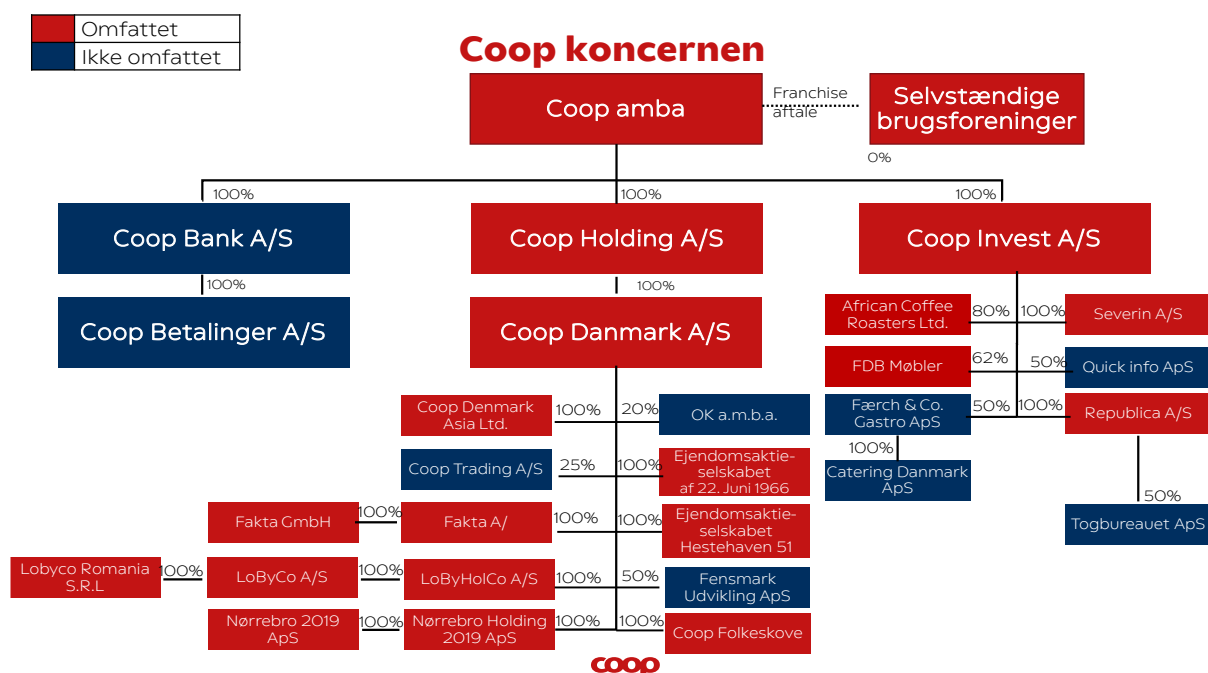 Omfattet
Ikke omfattet
Coop koncernen
Coop amba
Franchise
aftale
Selvstændige
brugsforeninger
0%
100%
100%
100%
Coop Bank A/S
Coop Holding A/S
Coop Invest A/S
100%
100%
Coop Betalinger A/S
Coop Danmark A/S
African Coffee
Roasters Ltd.
80%
100%
Severin A/S
FDB Møbler
62%
50%
Quick info ApS
Færch & Co.
Gastro ApS
50%
100%
Republica A/S
100%
Catering Danmark
ApS
50%
Togbureauet ApS
Coop Denmark
Asia Ltd.
100%
20%
OK a.m.b.a.
Coop Trading A/S
25%
100%
Ejendomsaktie-
selskabet
af 22. Juni 1966
Fakta GmbH
100%
Fakta A/
100%
100%
Ejendomsaktie-
selskabet
Hestehaven 51
Lobyco Romania
S.R.L
100%
LoByCo A/S
100%
LoByHolCo A/S
100%
50%
Fensmark
Udvikling ApS
Nørrebro 2019
ApS
100%
Nørrebro Holding
2019 ApS
100%
100%
Coop Folkeskove
coop